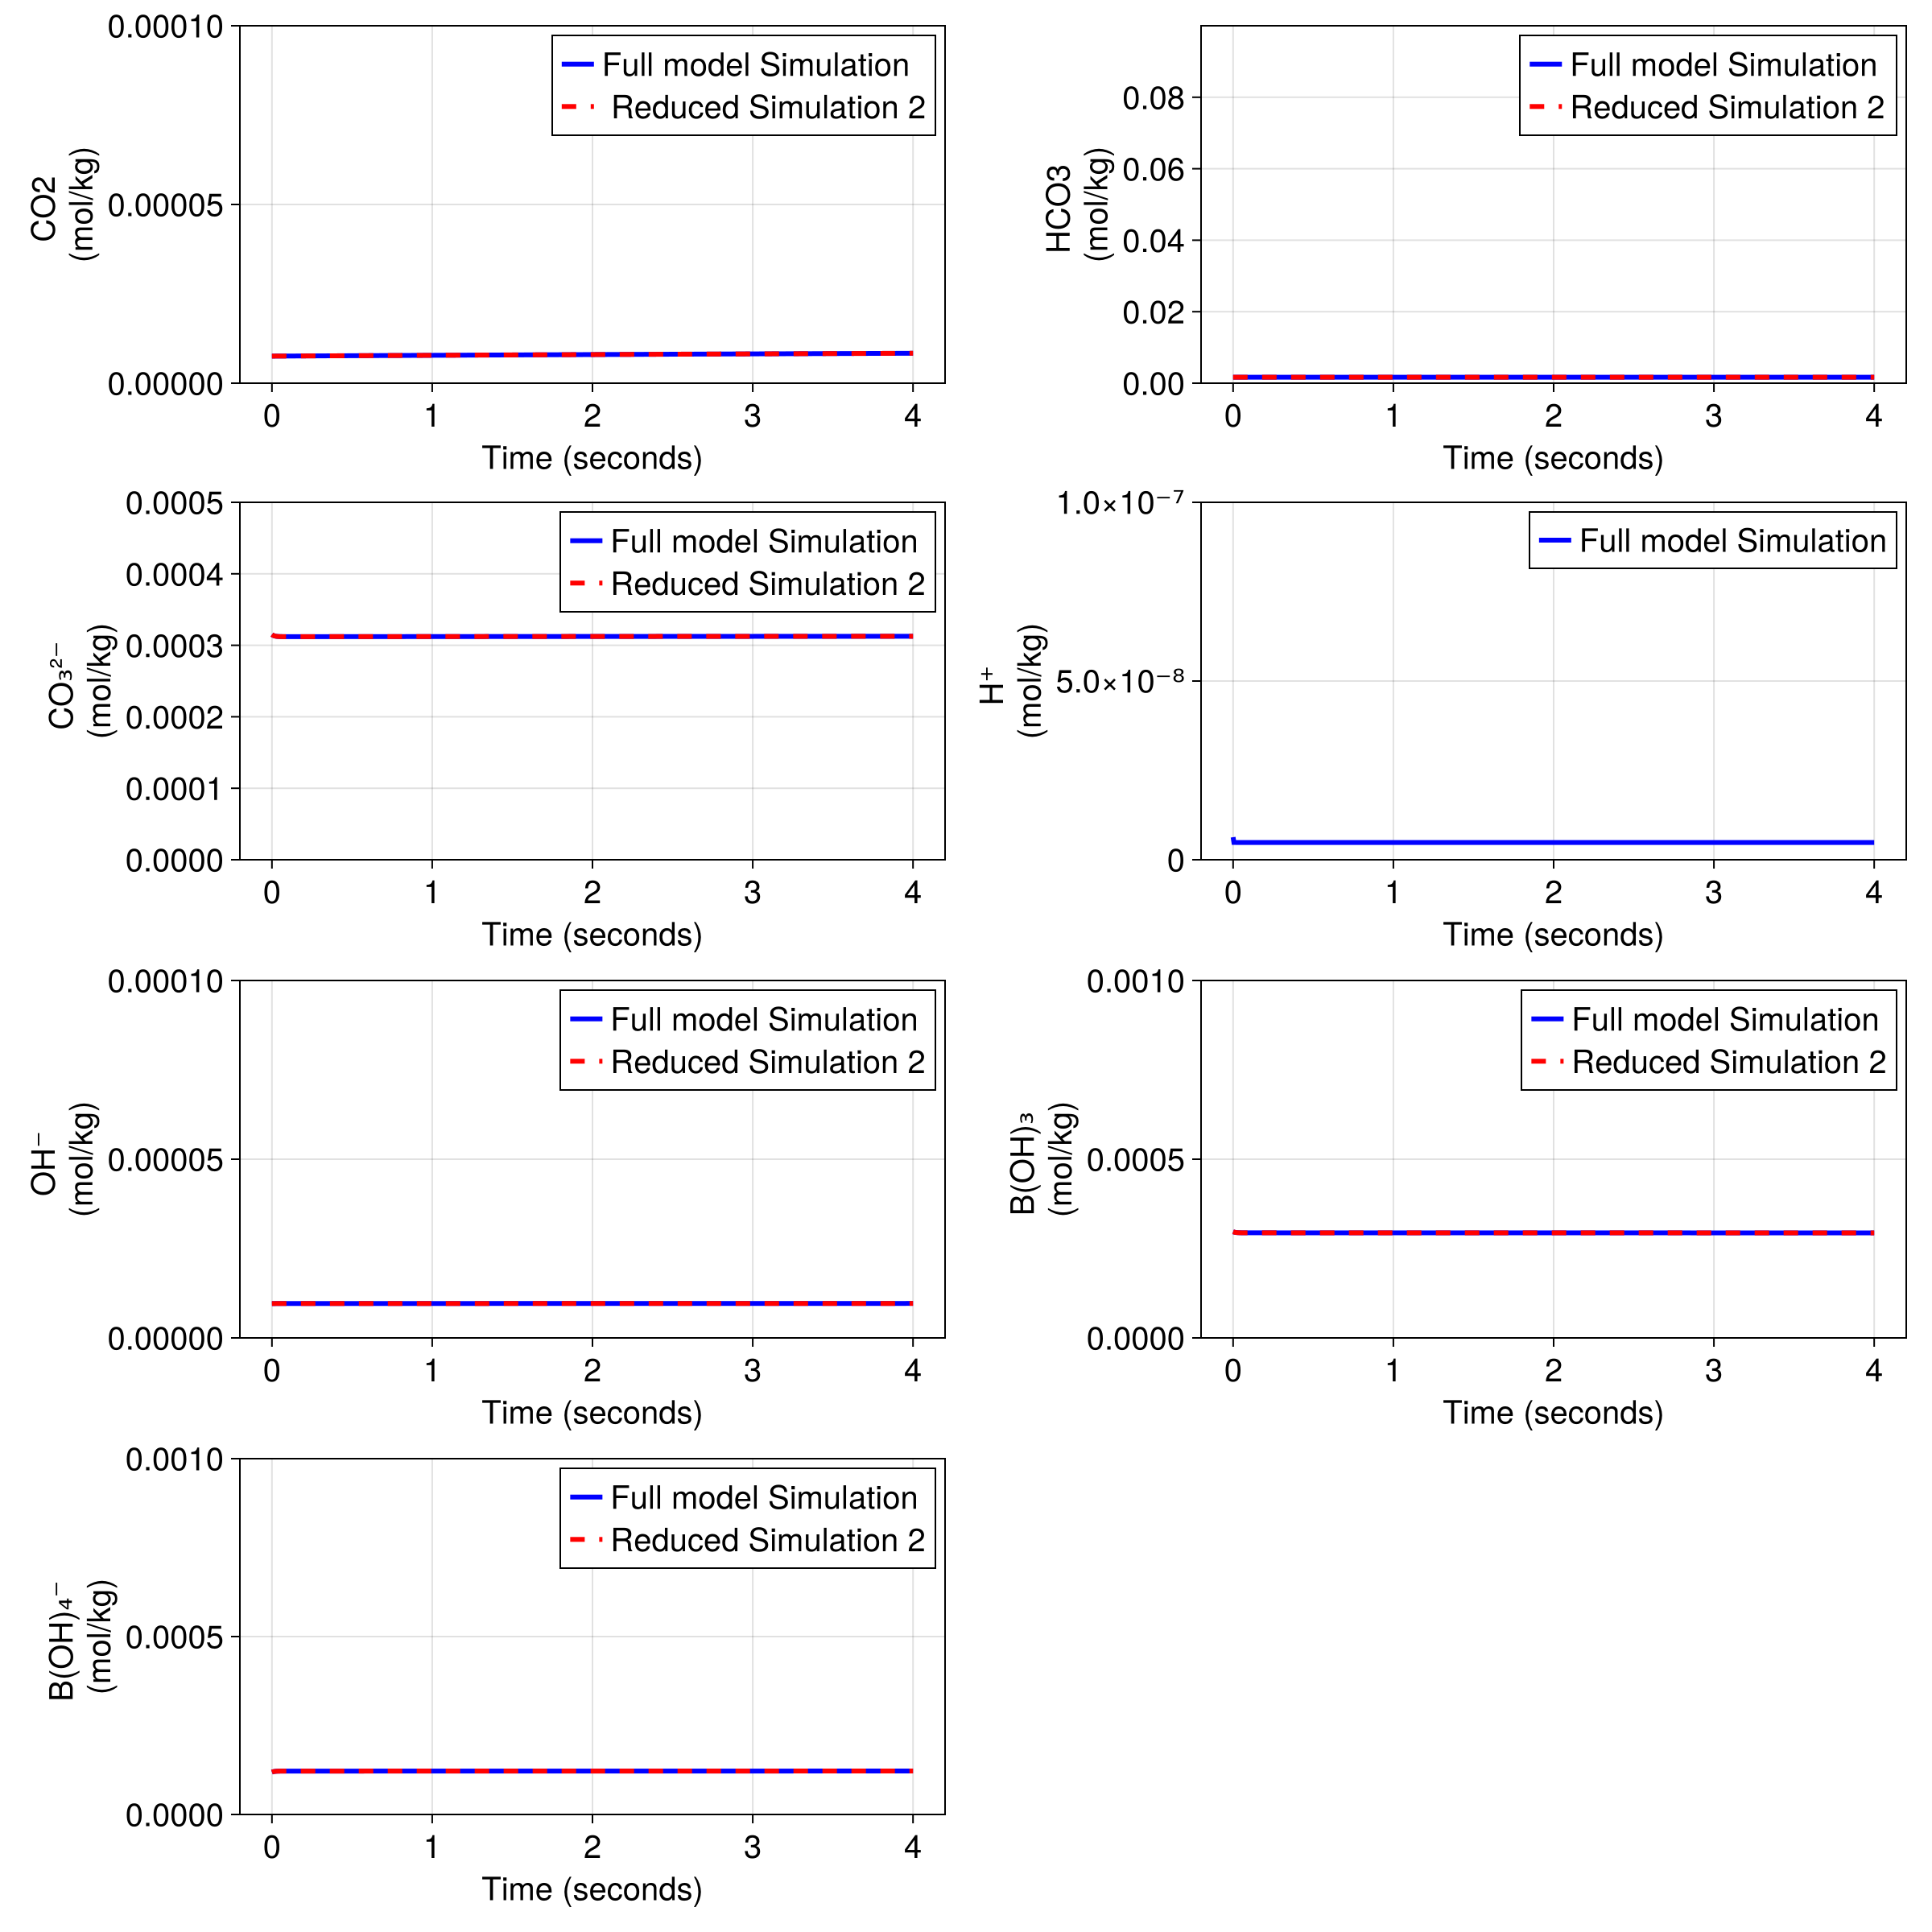 0.00010
0.00005
0.00000
CO2
(mol/kg)
Full model Simulation
Reduced Simulation 2
0 1 2 3 4
Time (seconds)
0.08
0.06
0.04
0.02
0.00
HCO3
(mol/kg)
Full model Simulation
Reduced Simulation 2
0 1 2 3 4
Time (seconds)
0.0005
0.0004
0.0003
0.0002
0.0001
0.0000
CO₃²⁻
(mol/kg)
Full model Simulation
Reduced Simulation 2
0 1 2 3 4
Time (seconds)
1.0×10⁻⁷
5.0×10⁻⁸
0
H⁺
(mol/kg)
Full model Simulation
0 1 2 3 4
Time (seconds)
0.00010
0.00005
0.00000
OH⁻
(mol/kg)
Full model Simulation
Reduced Simulation 2
0 1 2 3 4
Time (seconds)
0.0010
0.0005
0.0000
B(OH)₃
(mol/kg)
Full model Simulation
Reduced Simulation 2
0 1 2 3 4
Time (seconds)
0.0010
0.0005
0.0000
B(OH)₄⁻
(mol/kg)
Full model Simulation
Reduced Simulation 2
0 1 2 3 4
Time (seconds)